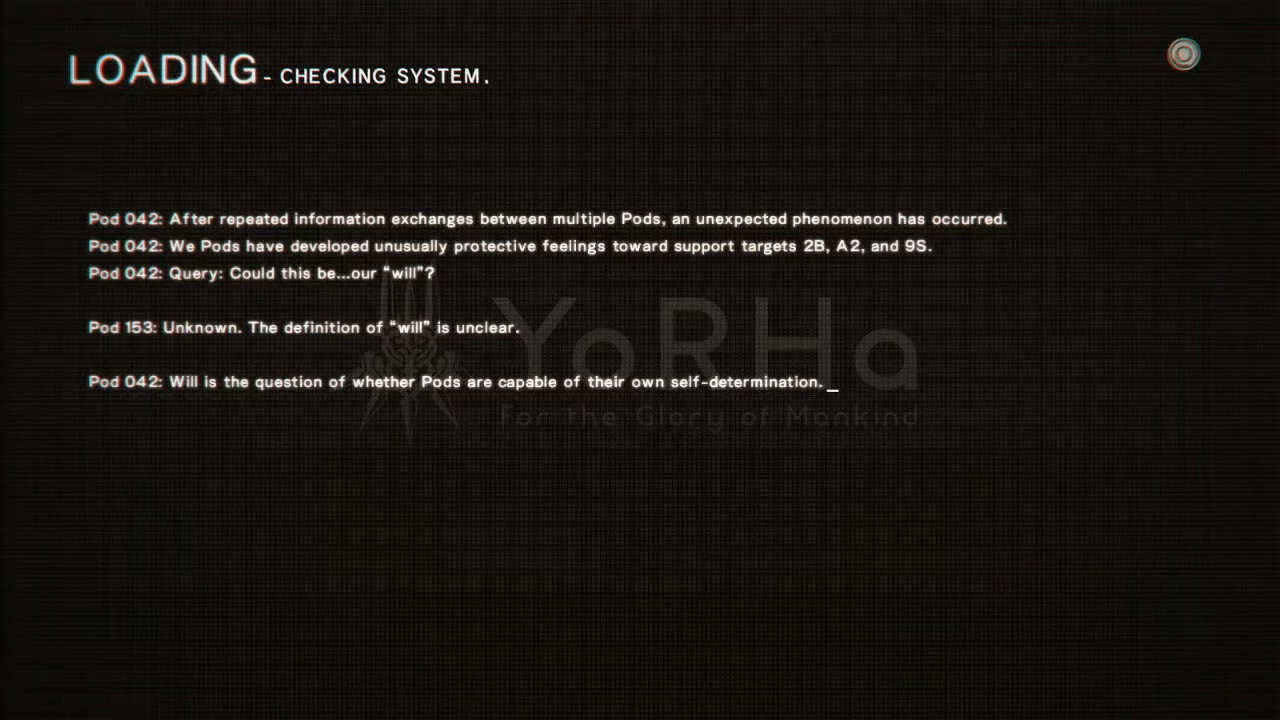 LOADING - CHECKING SYSTEM.
Pod 042: After repeated information exchanges between multiple Pods, an unexpected phenomenon has occurred.
Pod 042: We Pods have developed unusually protective feelings toward support targets 2B, A2, and 9S.
Pod 042: Query: Could this be...our “will”?
Pod 153: Unknown. The definition of “will” is unclear.
Pod 042: Will is the question of whether Pods are capable of their own self-determination._
YoRHa
For the Glory of Mankind